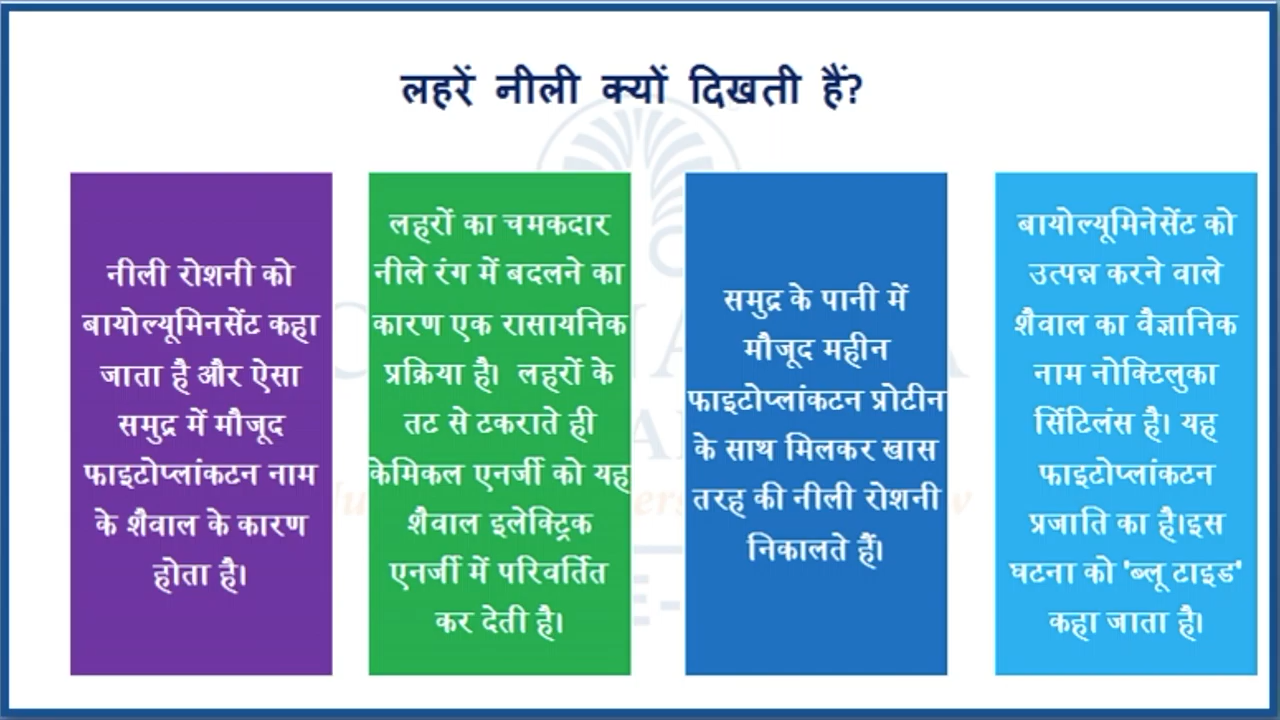 लहरें नीली क्यों दिखती हैं?
नीली रोशनी को
बायोल्यूमिनसेंट कहा
जाता है और ऐसा
समुद्र में मौजूद
फाइटोप्लांकटन नाम
के शैवाल के कारण
होता है।
लहरों का चमकदार
नीले रंग में बदलने का
कारण एक रासायनिक
प्रक्रिया है। लहरों के
तट से टकराते ही
केमिकल एनर्जी को यह
शैवाल इलेक्ट्रिक
एनर्जी में परिवर्तित
कर देती है।
समुद्र के पानी में
मौजूद महीन
फाइटोप्लांकटन प्रोटीन
के साथ मिलकर खास
तरह की नीली रोशनी
निकालते हैं।
बायोल्यूमिनेसेंट को
उत्पन्न करने वाले
शैवाल का वैज्ञानिक
नाम नोक्टिलुका
सिंटिलंस है। यह
फाइटोप्लांकटन
प्रजाति का है।इस
घटना को 'ब्लू टाइड'
कहा जाता है।